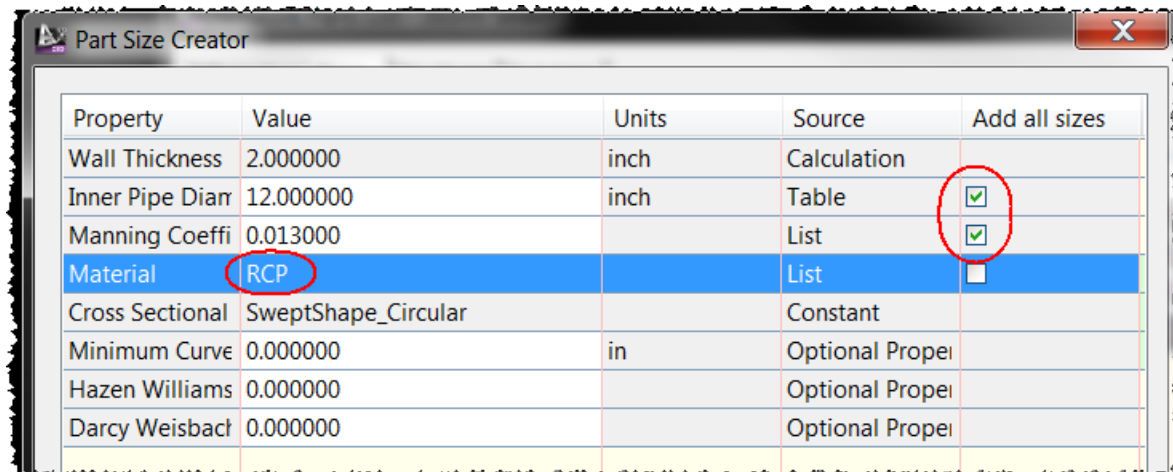 Part Size Creator
Property Value Units Source Add all sizes
Wall Thickness 2.000000 inch Calculation
Inner Pipe Diam 12.000000 inch Table
Manning Coeffi 0.013000 List
Material RCP List
Cross Sectional SweptShape_Circular Constant
Minimum Curve 0.000000 in Optional Proper
Hazen Williams 0.000000 Optional Proper
Darcy Weisbach 0.000000 Optional Proper